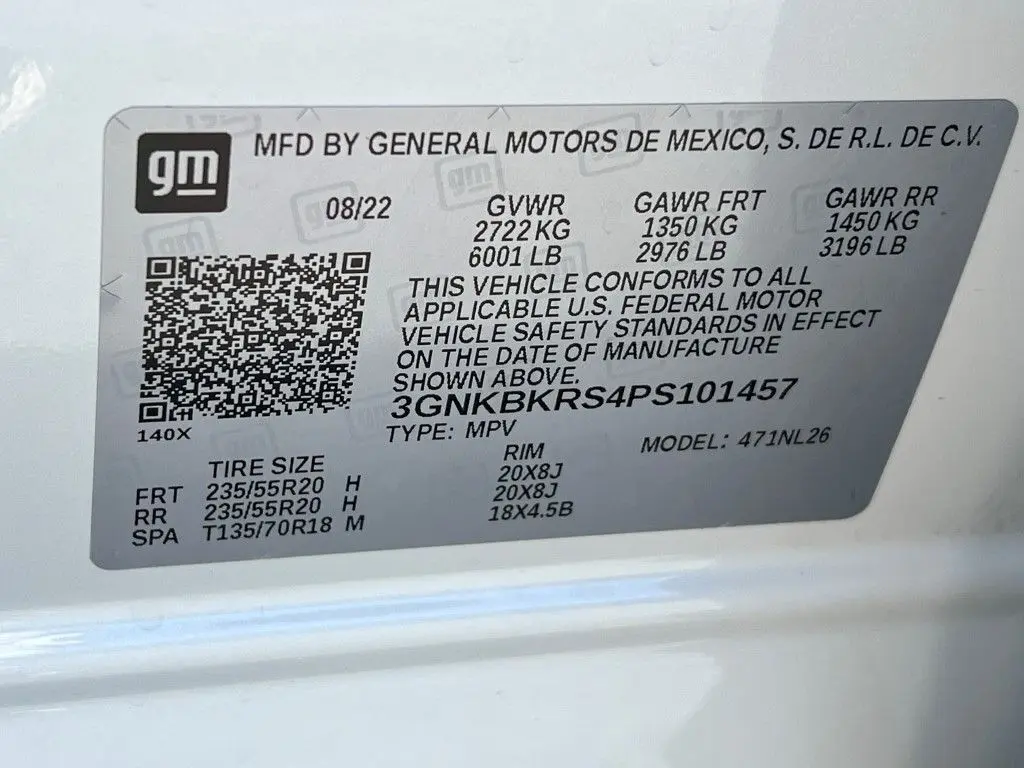 gm MFD BY GENERAL MOTORS DE MEXICO, S. DE R.L. DE C.V.
08/22 GVWR GAWR FRT GAWR RR
2722 KG 1350 KG 1450 KG
6001 LB 2976 LB 3196 LB
THIS VEHICLE CONFORMS TO ALL
APPLICABLE U.S. FEDERAL MOTOR
VEHICLE SAFETY STANDARDS IN EFFECT
ON THE DATE OF MANUFACTURE
SHOWN ABOVE.
3GNKBKRS4PS101457
140X TYPE: MPV MODEL: 471NL26
TIRE SIZE RIM
FRT 235/55R20 H 20X8J
RR 235/55R20 H 20X8J
SPA T135/70R18 M 18X4.5B